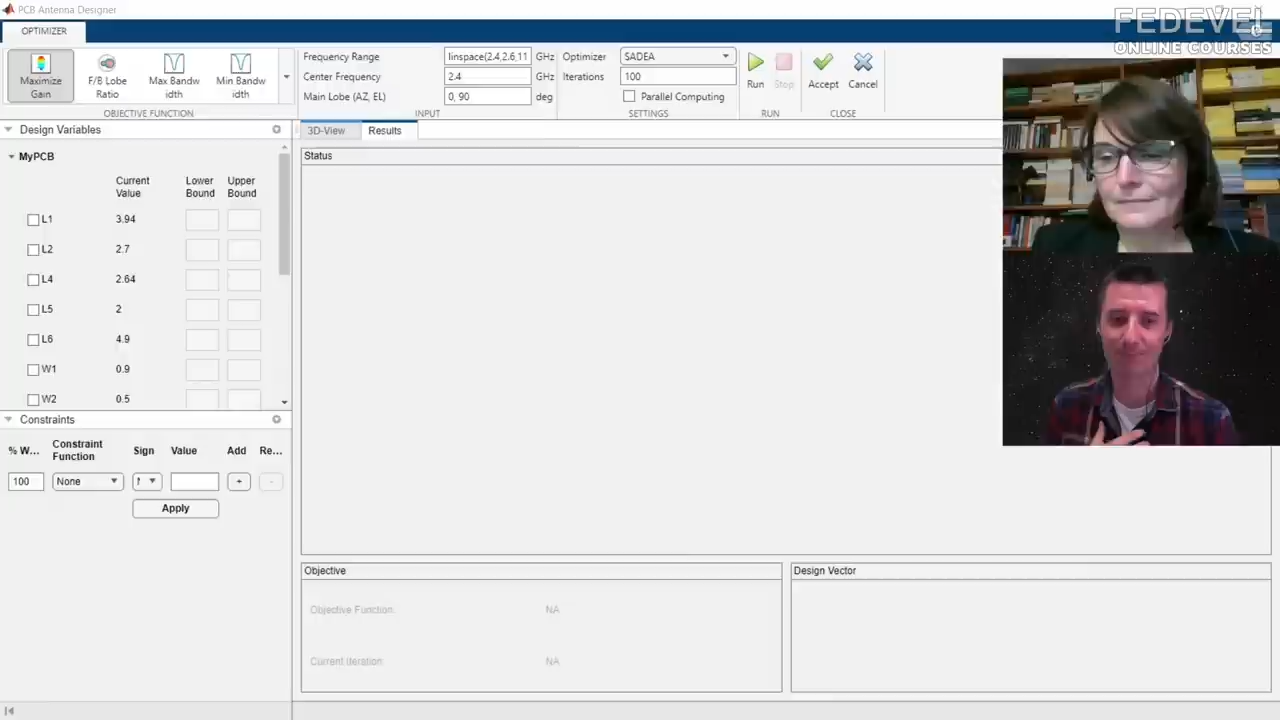 PCB Antenna Designer
FEDEVEL
ONLINE COURSES
OPTIMIZER
Maximize Gain
F/B Lobe Ratio
Max Bandw idth
Min Bandw idth
OBJECTIVE FUNCTION
Frequency Range linspace(2.4,2.6,11 GHz
Center Frequency 2.4 GHz
Main Lobe (AZ, EL) 0, 90 deg
INPUT
Optimizer SADEA
Iterations 100
Parallel Computing
SETTINGS
Run
Stop
RUN
Accept
Cancel
CLOSE
Design Variables
MyPCB
Current Value Lower Bound Upper Bound
L1 3.94
L2 2.7
L4 2.64
L5 2
L6 4.9
W1 0.9
W2 0.5
Constraints
% W... Constraint Function Sign Value Add Re...
100 None + -
Apply
3D-View Results
Status
Objective
Objective Function: NA
Current Iteration: NA
Design Vector